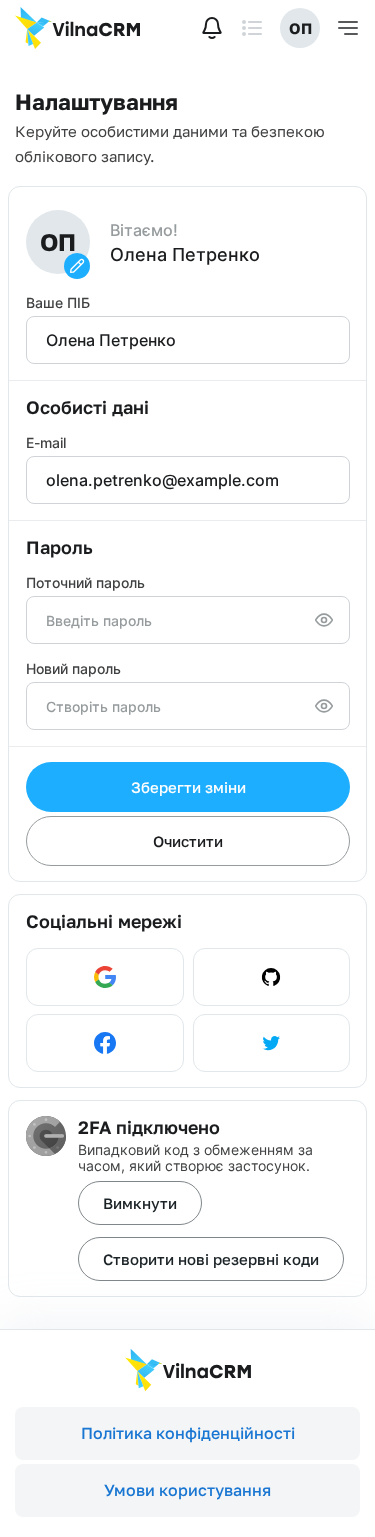 VilnaCRM
ОП
Налаштування
Керуйте особистими даними та безпекою
облікового запису.
ОП
Вітаємо!
Олена Петренко
Ваше ПІБ
Олена Петренко
Особисті дані
E-mail
olena.petrenko@example.com
Пароль
Поточний пароль
Введіть пароль
Новий пароль
Створіть пароль
Зберегти зміни
Очистити
Соціальні мережі
2FA підключено
Випадковий код з обмеженням за
часом, який створює застосунок.
Вимкнути
Створити нові резервні коди
VilnaCRM
Політика конфіденційності
Умови користування